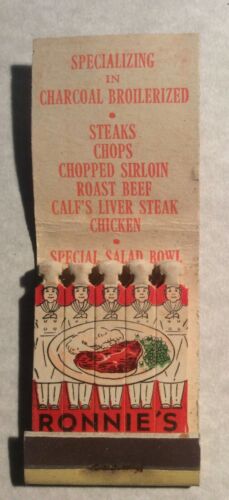 SPECIALIZING
IN
CHARCOAL BROILERIZED
•
STEAKS
CHOPS
CHOPPED SIRLOIN
ROAST BEEF
CALF'S LIVER STEAK
CHICKEN
•
SPECIAL SALAD BOWL
RONNIE'S